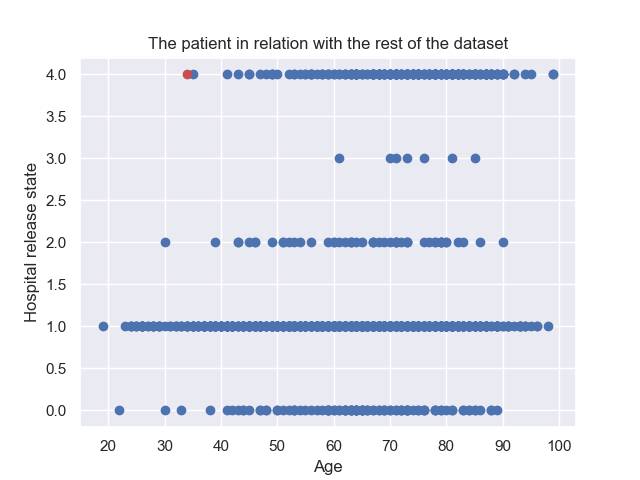 The patient in relation with the rest of the dataset
Hospital release state
4.0
3.5
3.0
2.5
2.0
1.5
1.0
0.5
0.0
20 30 40 50 60 70 80 90 100
Age